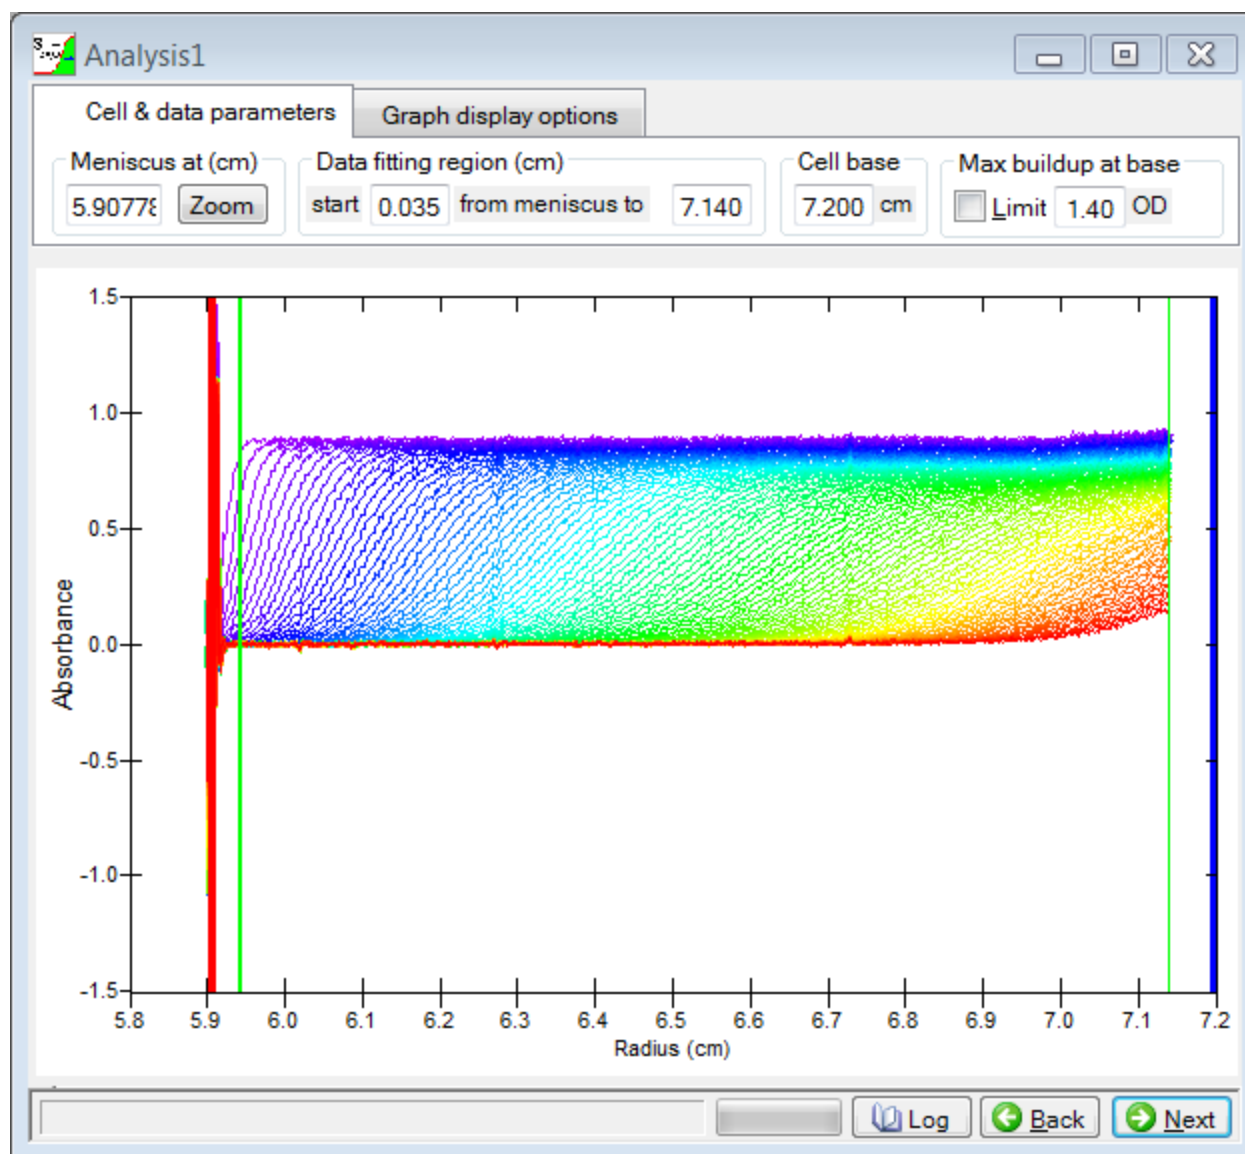 Analysis1
Cell & data parameters Graph display options
Meniscus at (cm) Data fitting region (cm) Cell base Max buildup at base
5.90778 Zoom start 0.035 from meniscus to 7.140 7.200 cm Limit 1.40 OD
1.5
1.0
0.5
0.0
-0.5
-1.0
-1.5
Absorbance
5.8 5.9 6.0 6.1 6.2 6.3 6.4 6.5 6.6 6.7 6.8 6.9 7.0 7.1 7.2
Radius (cm)
Log Back Next